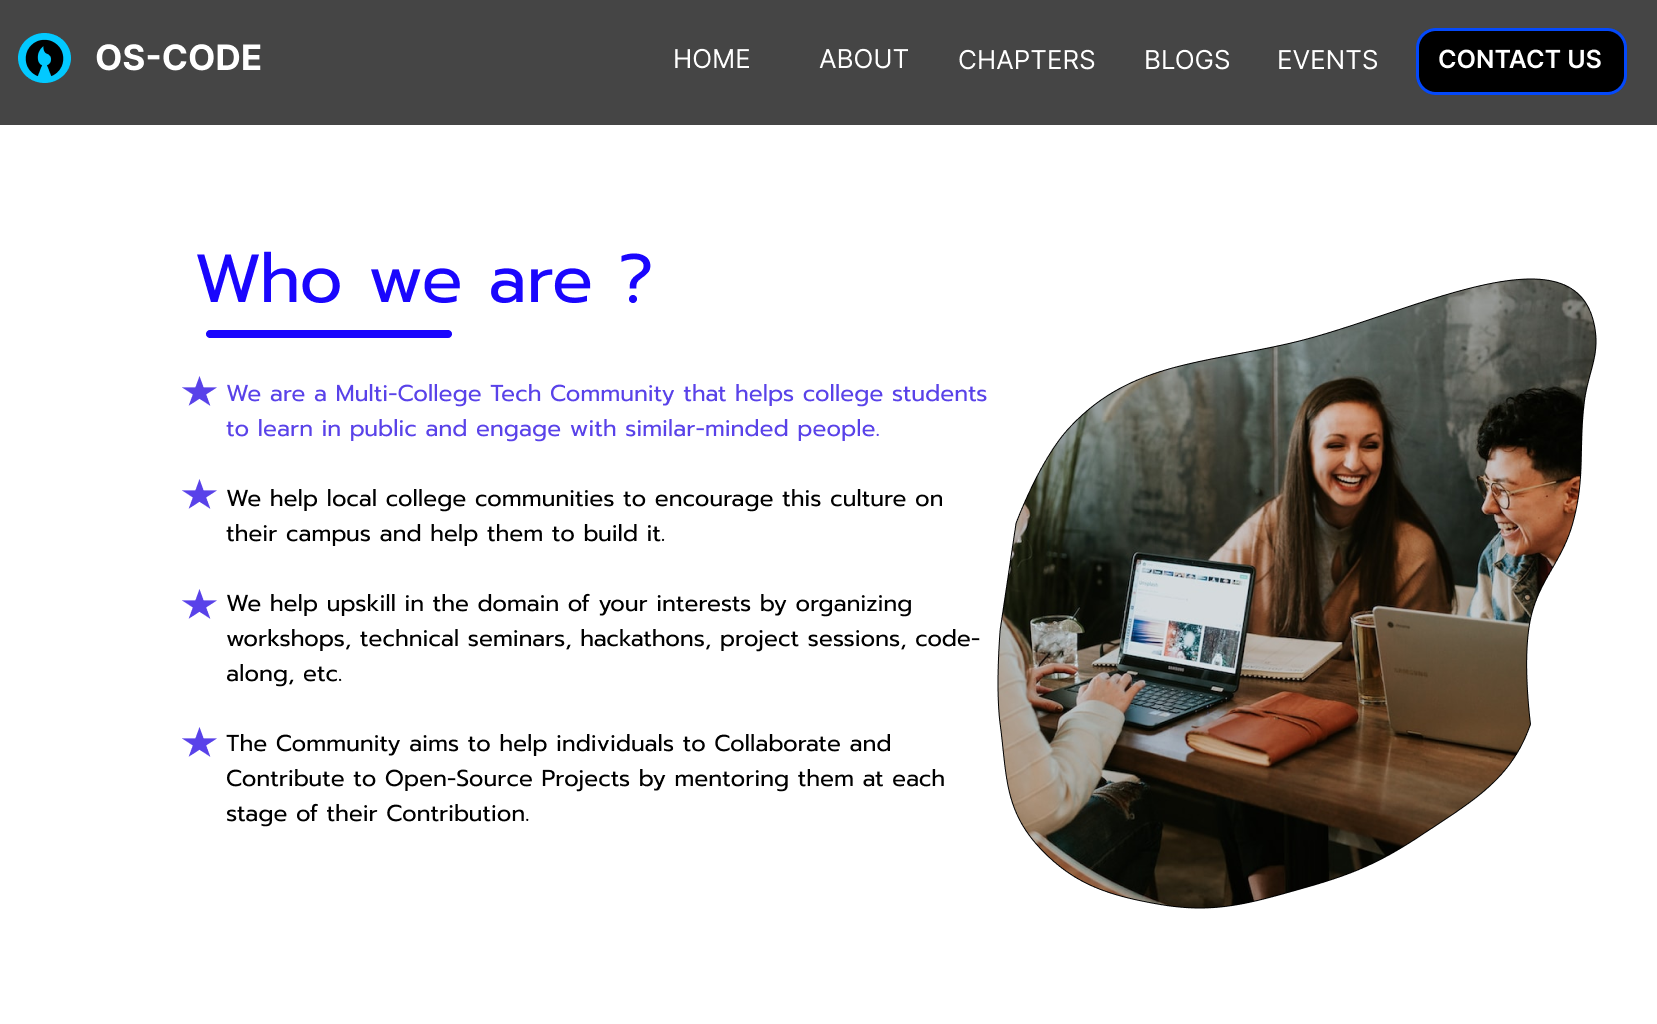 OS-CODE
HOME
ABOUT
CHAPTERS
BLOGS
EVENTS
CONTACT US
Who we are ?
We are a Multi-College Tech Community that helps college students
to learn in public and engage with similar-minded people.
We help local college communities to encourage this culture on
their campus and help them to build it.
We help upskill in the domain of your interests by organizing
workshops, technical seminars, hackathons, project sessions, code-
along, etc.
The Community aims to help individuals to Collaborate and
Contribute to Open-Source Projects by mentoring them at each
stage of their Contribution.
SAMSUNG